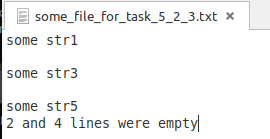 some_file_for_task_5_2_3.txt
some str1
some str3
some str5
2 and 4 lines were empty